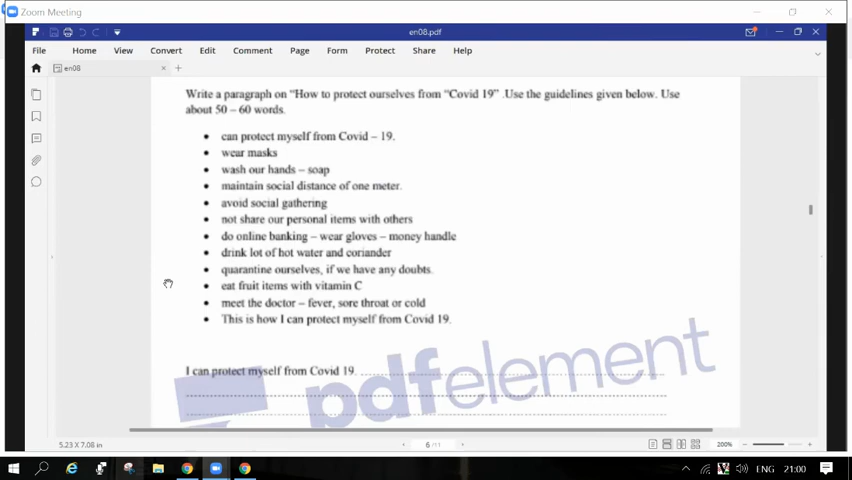 Zoom Meeting
en08.pdf
File Home View Convert Edit Comment Page Form Protect Share Help
en08
Write a paragraph on "How to protect ourselves from "Covid 19" .Use the guidelines given below. Use
about 50 – 60 words.
• can protect myself from Covid – 19.
• wear masks
• wash our hands – soap
• maintain social distance of one meter.
• avoid social gathering
• not share our personal items with others
• do online banking – wear gloves – money handle
• drink lot of hot water and coriander
• quarantine ourselves, if we have any doubts.
• eat fruit items with vitamin C
• meet the doctor – fever, sore throat or cold
• This is how I can protect myself from Covid 19.
I can protect myself from Covid 19.
pdfelement
5.23 X 7.08 in 6 /11 200%
ENG 21:00